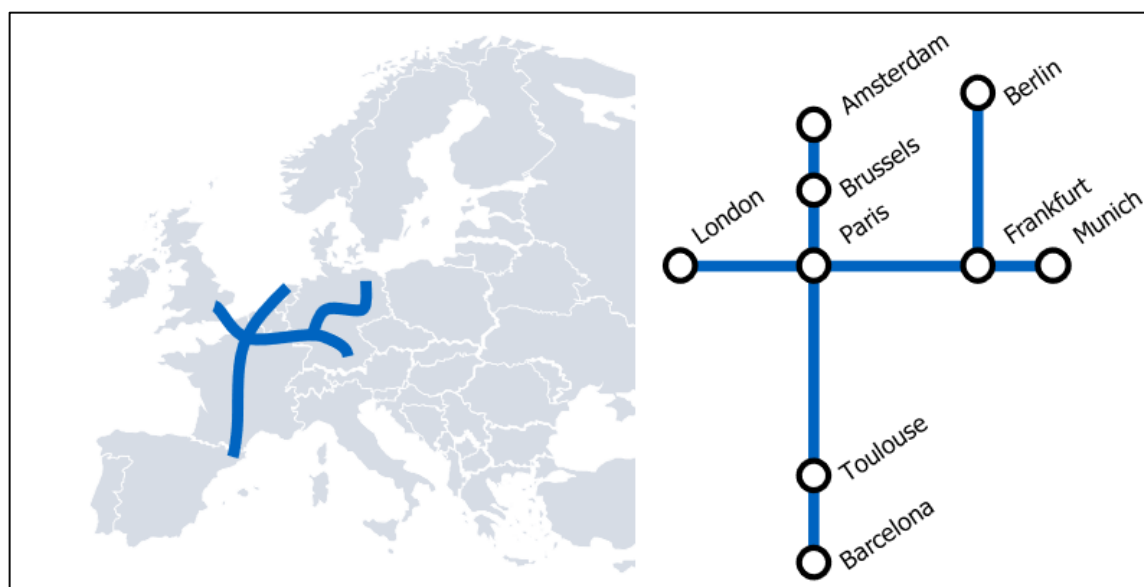 Amsterdam
Berlin
Brussels
London
Paris
Frankfurt
Munich
Toulouse
Barcelona